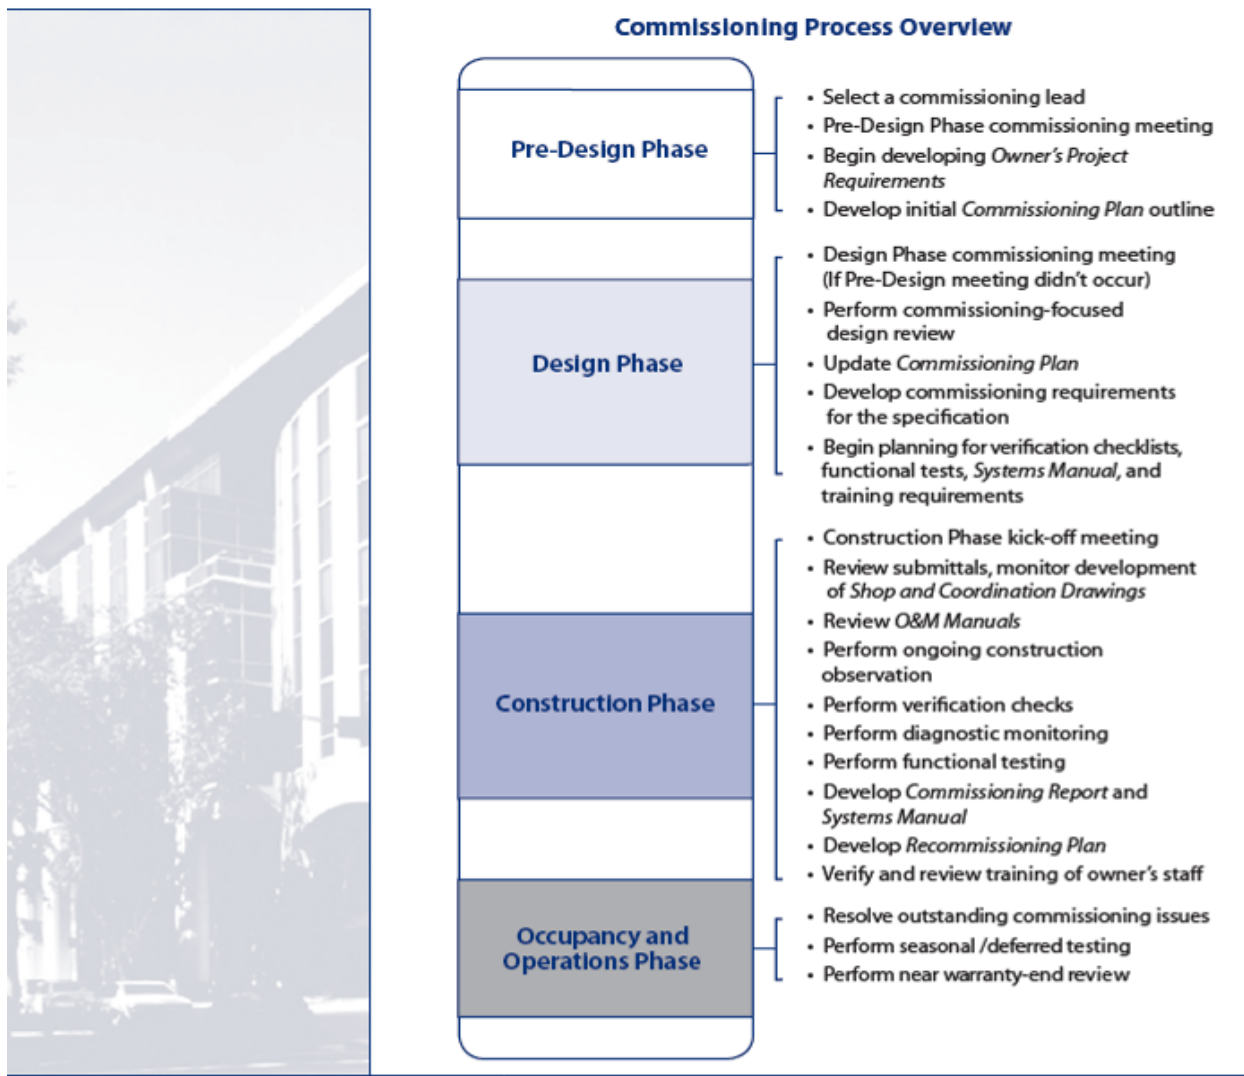 Commissioning Process Overview
Pre-Design Phase
• Select a commissioning lead
• Pre-Design Phase commissioning meeting
• Begin developing Owner's Project
Requirements
• Develop initial Commissioning Plan outline
Design Phase
• Design Phase commissioning meeting
(If Pre-Design meeting didn't occur)
• Perform commissioning-focused
design review
• Update Commissioning Plan
• Develop commissioning requirements
for the specification
• Begin planning for verification checklists,
functional tests, Systems Manual, and
training requirements
Construction Phase
• Construction Phase kick-off meeting
• Review submittals, monitor development
of Shop and Coordination Drawings
• Review O&M Manuals
• Perform ongoing construction
observation
• Perform verification checks
• Perform diagnostic monitoring
• Perform functional testing
• Develop Commissioning Report and
Systems Manual
• Develop Recommissioning Plan
• Verify and review training of owner's staff
Occupancy and
Operations Phase
• Resolve outstanding commissioning issues
• Perform seasonal /deferred testing
• Perform near warranty-end review